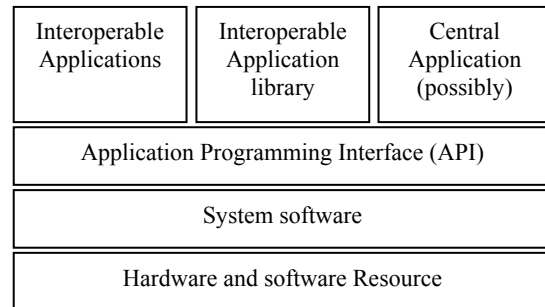 Interoperable
Applications
Interoperable
Application
library
Central
Application
(possibly)
Application Programming Interface (API)
System software
Hardware and software Resource